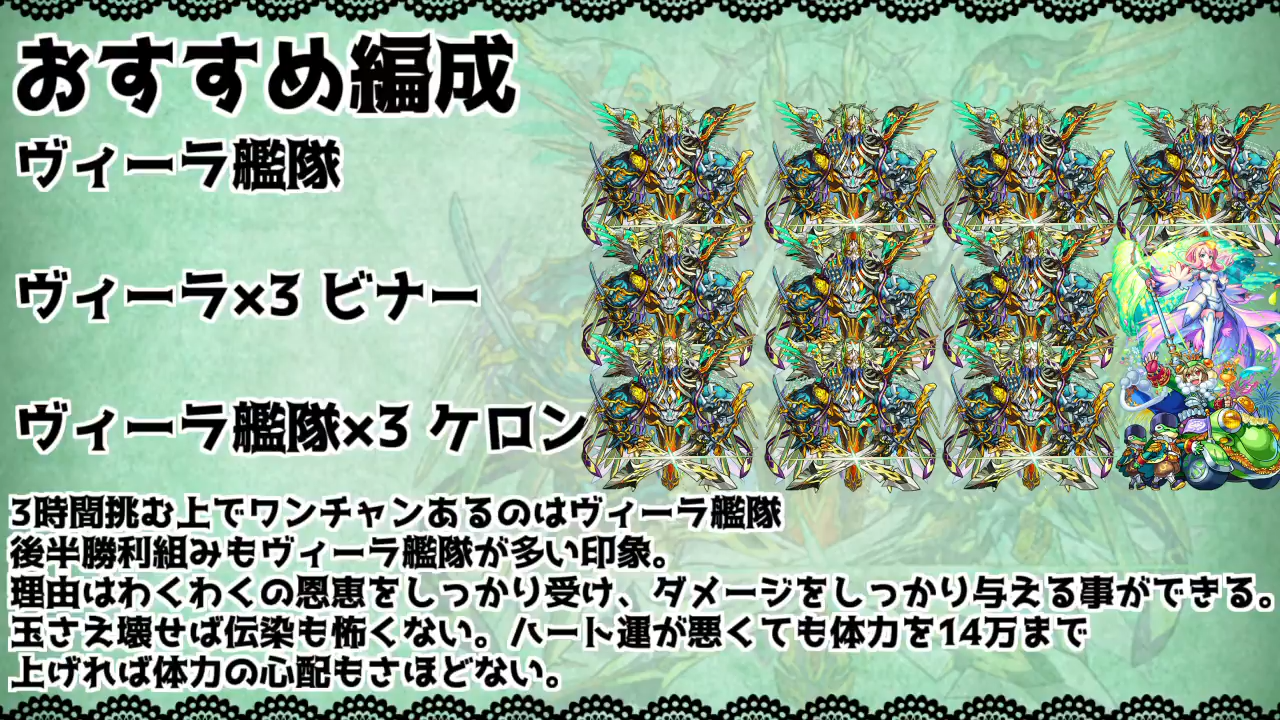 おすすめ編成
ヴィーラ艦隊
ヴィーラ×3 ビナー
ヴィーラ艦隊×3 ケロン
3時間挑む上でワンチャンあるのはヴィーラ艦隊
後半勝利組みもヴィーラ艦隊が多い印象。
理由はわくわくの恩恵をしっかり受け、ダメージをしっかり与える事ができる。
玉さえ壊せば伝染も怖くない。ハート運が悪くても体力を14万まで
上げれば体力の心配もさほどない。